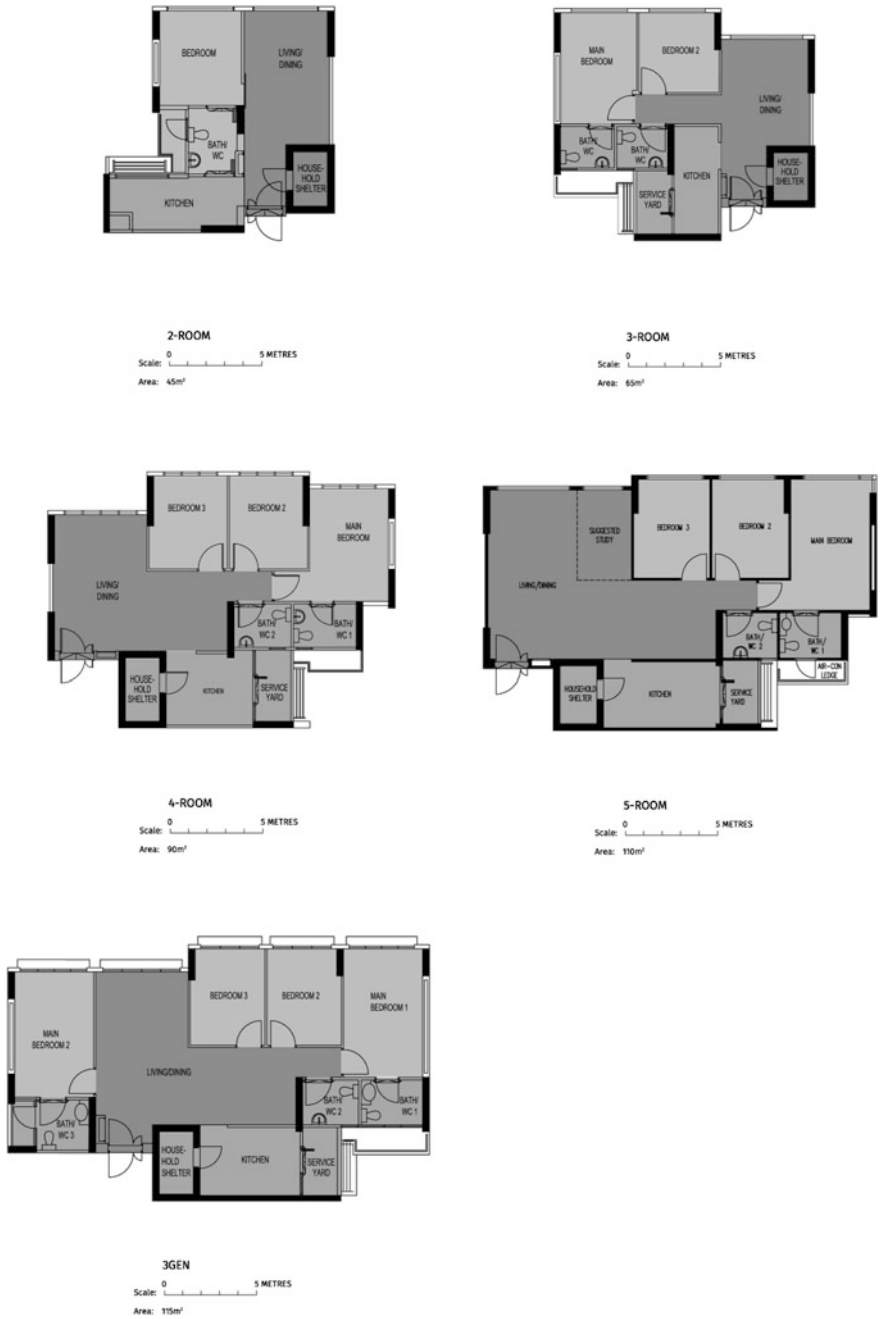 BEDROOM
LIVING/
DINING
BATH/
WC
HOUSE-
HOLD
SHELTER
KITCHEN
2-ROOM
0 5 METRES
Scale:
Area: 45m²
MAIN
BEDROOM
BEDROOM 2
LIVING/
DINING
BATH/
WC
BATH/
WC
KITCHEN
HOUSE-
HOLD
SHELTER
SERVICE
YARD
3-ROOM
0 5 METRES
Scale:
Area: 65m²
BEDROOM 3
BEDROOM 2
MAIN
BEDROOM
LIVING/
DINING
BATH/
WC 2
BATH/
WC 1
HOUSE-
HOLD
SHELTER
KITCHEN
SERVICE
YARD
4-ROOM
0 5 METRES
Scale:
Area: 90m²
SUGGESTED
STUDY
BEDROOM 3
BEDROOM 2
MAIN BEDROOM
LIVING/DINING
BATH/
WC 2
BATH/
WC 1
AIR-CON
LEDGE
HOUSEHOLD
SHELTER
KITCHEN
SERVICE
YARD
5-ROOM
0 5 METRES
Scale:
Area: 110m²
MAIN
BEDROOM 2
BEDROOM 3
BEDROOM 2
MAIN
BEDROOM 1
LIVING/DINING
BATH/
WC 3
BATH/
WC 2
BATH/
WC 1
HOUSE-
HOLD
SHELTER
KITCHEN
SERVICE
YARD
3GEN
0 5 METRES
Scale:
Area: 115m²